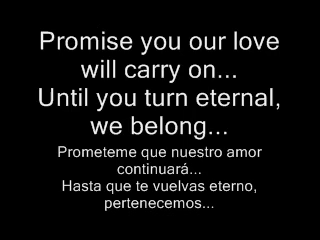 Promise you our love
will carry on...
Until you turn eternal,
we belong...
Prometeme que nuestro amor
continuará...
Hasta que te vuelvas eterno,
pertenecemos...